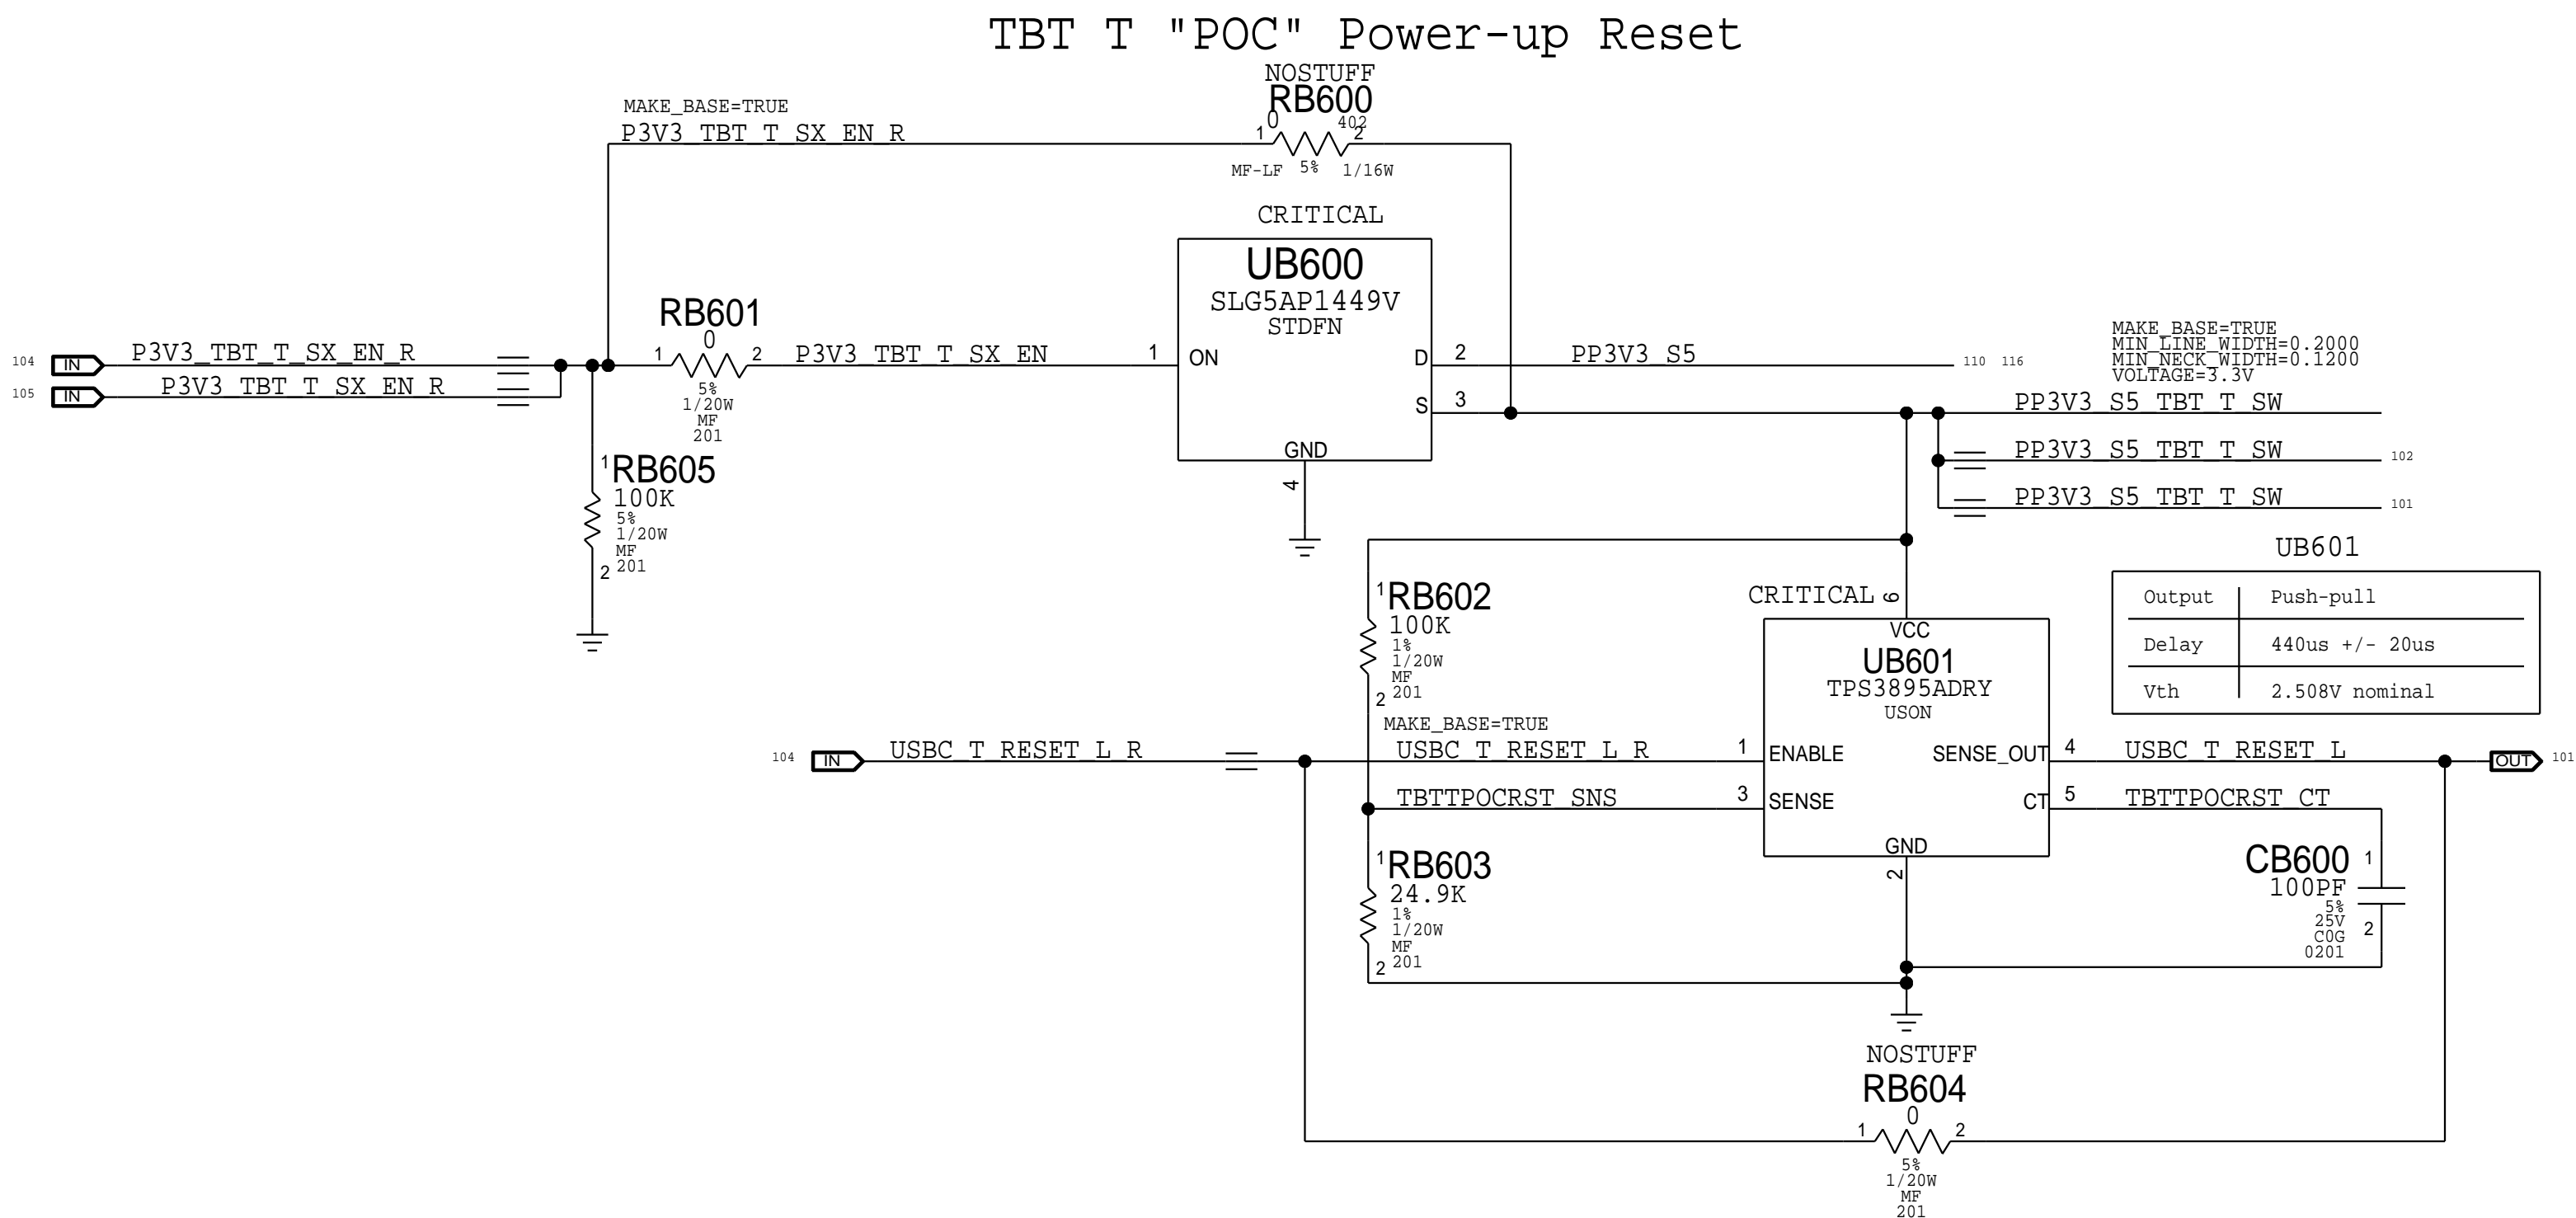 TBT T "POC" Power-up Reset
NOSTUFF
RB600
0
402
1
2
MF-LF 5% 1/16W
MAKE_BASE=TRUE
P3V3_TBT_T_SX_EN_R
CRITICAL
UB600
SLG5AP1449V
STDFN
1
ON
D
2
S
3
GND
4
PP3V3_S5
110 116
104
IN
P3V3_TBT_T_SX_EN_R
105
IN
P3V3_TBT_T_SX_EN_R
RB601
0
1
2
5%
1/20W
MF
201
P3V3_TBT_T_SX_EN
1
RB605
100K
5%
1/20W
MF
201
2
MAKE_BASE=TRUE
MIN_LINE_WIDTH=0.2000
MIN_NECK_WIDTH=0.1200
VOLTAGE=3.3V
PP3V3_S5_TBT_T_SW
PP3V3_S5_TBT_T_SW
102
PP3V3_S5_TBT_T_SW
101
UB601
Output Push-pull
Delay 440us +/- 20us
Vth 2.508V nominal
1
RB602
100K
1%
1/20W
MF
201
2
CRITICAL
6
VCC
UB601
TPS3895ADRY
USON
MAKE_BASE=TRUE
104
IN
USBC_T_RESET_L_R
USBC_T_RESET_L_R
1
ENABLE
SENSE_OUT
4
USBC_T_RESET_L
OUT
101
TBTTPOCRST_SNS
3
SENSE
CT
5
TBTTPOCRST_CT
GND
2
1
RB603
24.9K
1%
1/20W
MF
201
2
CB600
1
100PF
5%
25V
2
C0G
0201
NOSTUFF
RB604
0
1
2
5%
1/20W
MF
201